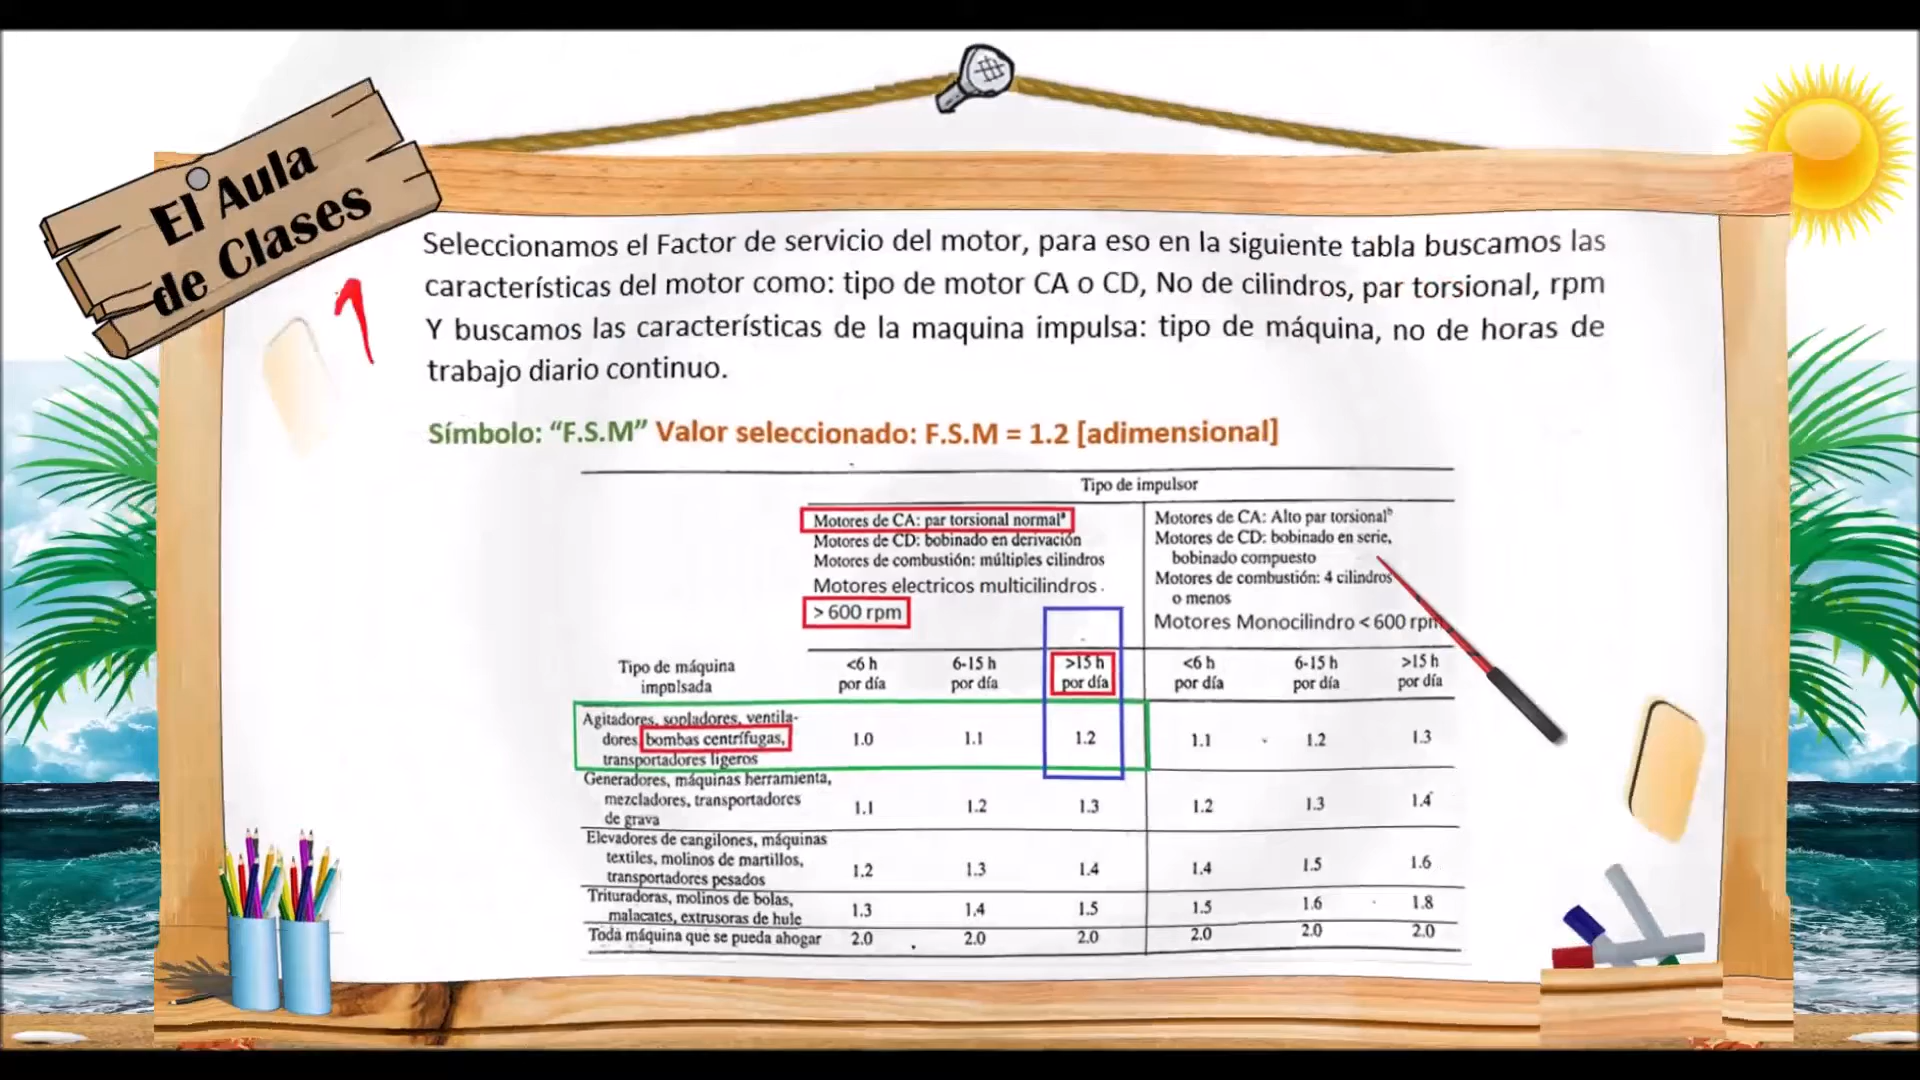 El Aula
de Clases
1
Seleccionamos el Factor de servicio del motor, para eso en la siguiente tabla buscamos las
características del motor como: tipo de motor CA o CD, No de cilindros, par torsional, rpm
Y buscamos las características de la maquina impulsa: tipo de máquina, no de horas de
trabajo diario continuo.
Símbolo: “F.S.M” Valor seleccionado: F.S.M = 1.2 [adimensional]
Tipo de impulsor
Motores de CA: par torsional normalª
Motores de CD: bobinado en derivación
Motores de combustión: múltiples cilindros
Motores electricos multicilindros.
> 600 rpm
Motores de CA: Alto par torsionalᵇ
Motores de CD: bobinado en serie,
bobinado compuesto
Motores de combustión: 4 cilindros
o menos
Motores Monocilindro < 600 rpm
Tipo de máquina impulsada <6 h por día 6-15 h por día >15 h por día <6 h por día 6-15 h por día >15 h por día
Agitadores, sopladores, ventila-
dores, bombas centrífugas, 1.0 1.1 1.2 1.1 1.2 1.3
transportadores ligeros
Generadores, máquinas herramienta,
mezcladores, transportadores 1.1 1.2 1.3 1.2 1.3 1.4
de grava
Elevadores de cangilones, máquinas
textiles, molinos de martillos, 1.2 1.3 1.4 1.4 1.5 1.6
transportadores pesados
Trituradoras, molinos de bolas, 1.3 1.4 1.5 1.5 1.6 1.8
malacates, extrusoras de hule
Toda máquina que se pueda ahogar 2.0 2.0 2.0 2.0 2.0 2.0